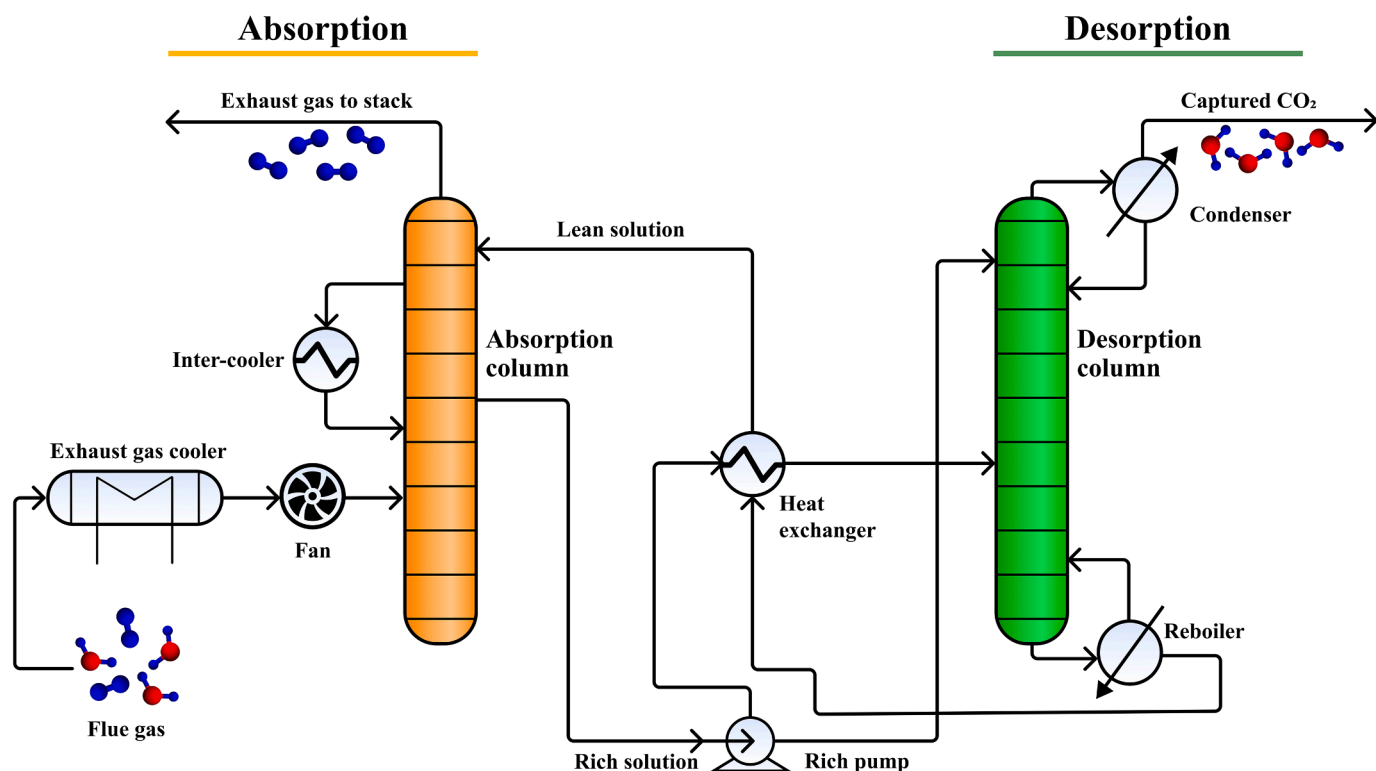 Absorption
Desorption
Exhaust gas to stack
Captured CO₂
Condenser
Lean solution
Inter-cooler
Absorption
column
Desorption
column
Exhaust gas cooler
Fan
Heat
exchanger
Reboiler
Flue gas
Rich solution
Rich pump